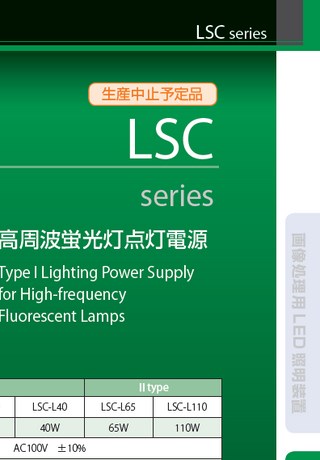 LSC series
生産中止予定品
LSC
series
高周波蛍光灯点灯電源
Type I Lighting Power Supply
for High-frequency
Fluorescent Lamps
画像処理用LED照明装置
II type
LSC-L40 LSC-L65 LSC-L110
40W 65W 110W
AC100V ±10%